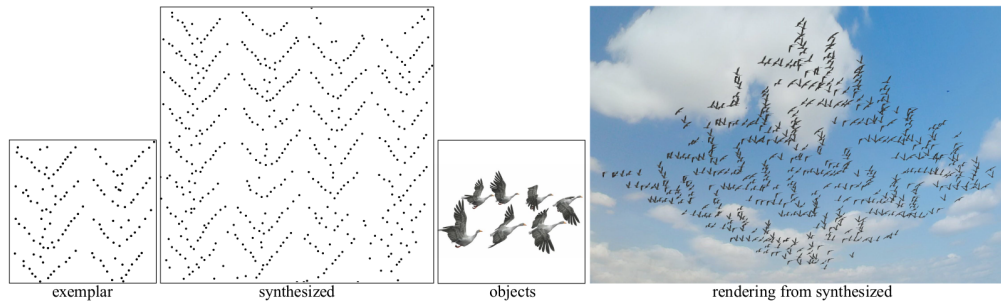 exemplar
synthesized
objects
rendering from synthesized